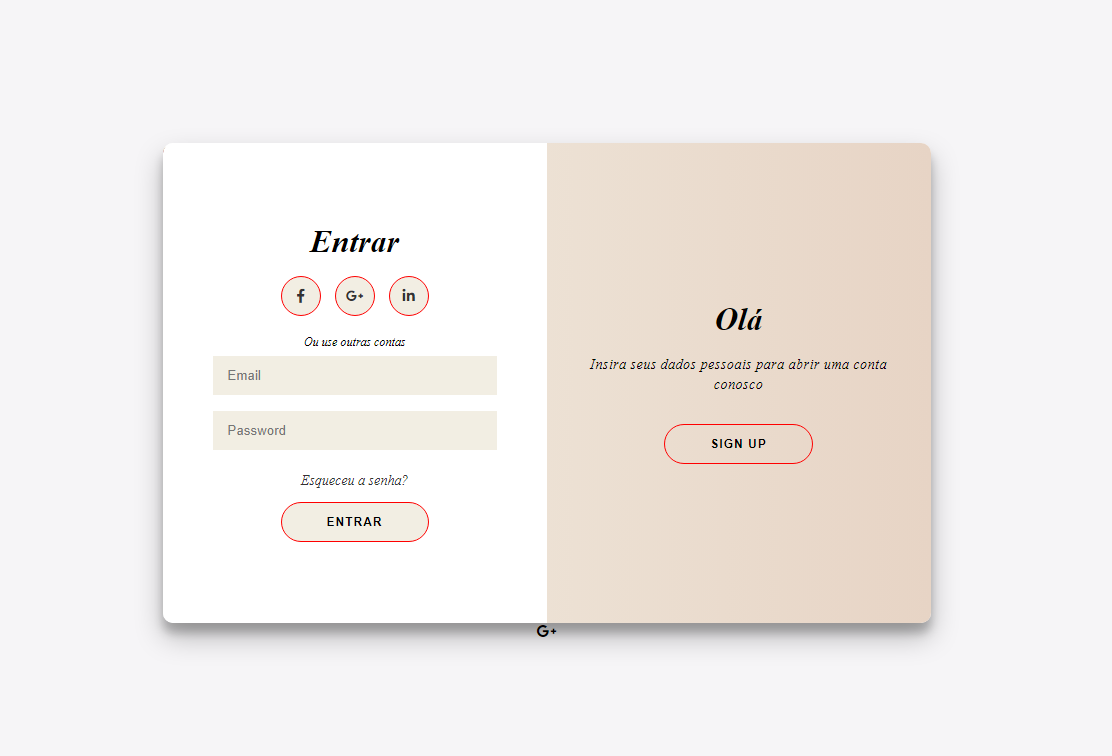 Entrar
f G+ in
Ou use outras contas
Email
Password
Esqueceu a senha?
ENTRAR
Olá
Insira seus dados pessoais para abrir uma conta
conosco
SIGN UP
G+